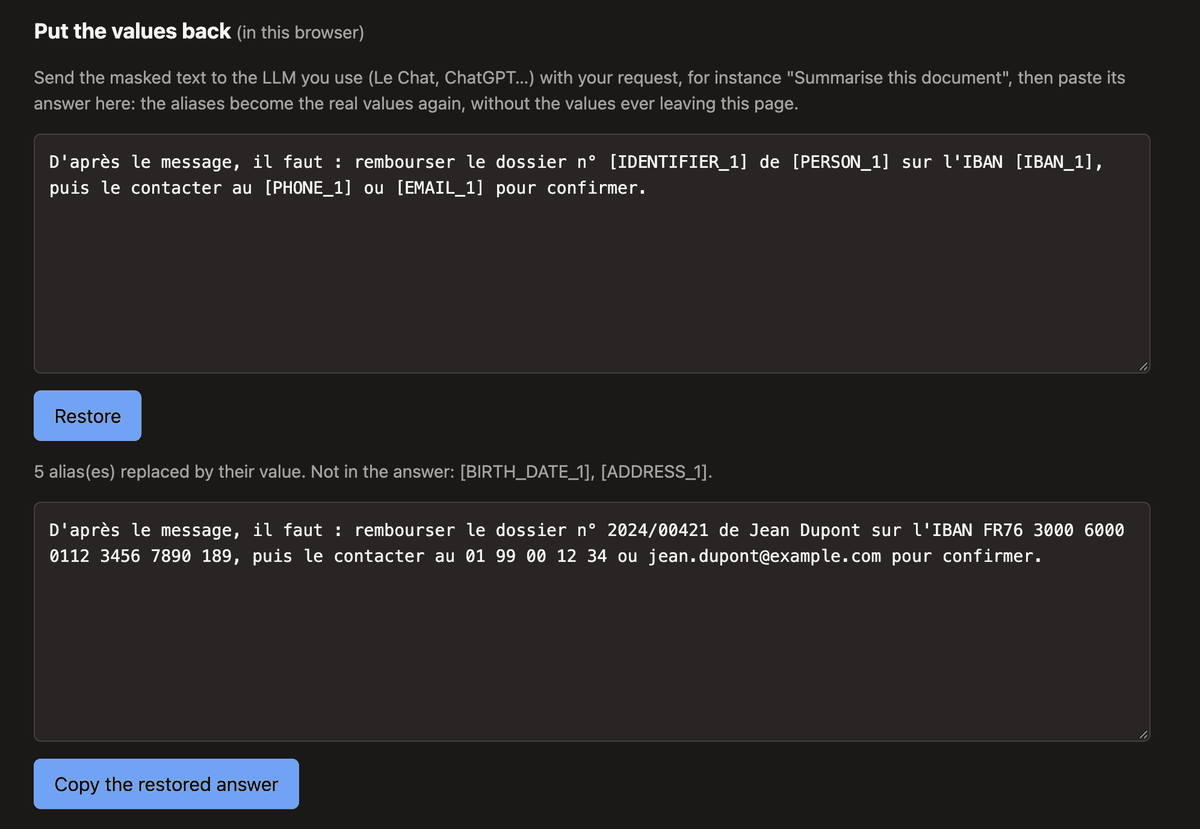 Put the values back (in this browser)
Send the masked text to the LLM you use (Le Chat, ChatGPT...) with your request, for instance "Summarise this document", then paste its
answer here: the aliases become the real values again, without the values ever leaving this page.
D'après le message, il faut : rembourser le dossier n° [IDENTIFIER_1] de [PERSON_1] sur l'IBAN [IBAN_1],
puis le contacter au [PHONE_1] ou [EMAIL_1] pour confirmer.
Restore
5 alias(es) replaced by their value. Not in the answer: [BIRTH_DATE_1], [ADDRESS_1].
D'après le message, il faut : rembourser le dossier n° 2024/00421 de Jean Dupont sur l'IBAN FR76 3000 6000
0112 3456 7890 189, puis le contacter au 01 99 00 12 34 ou jean.dupont@example.com pour confirmer.
Copy the restored answer